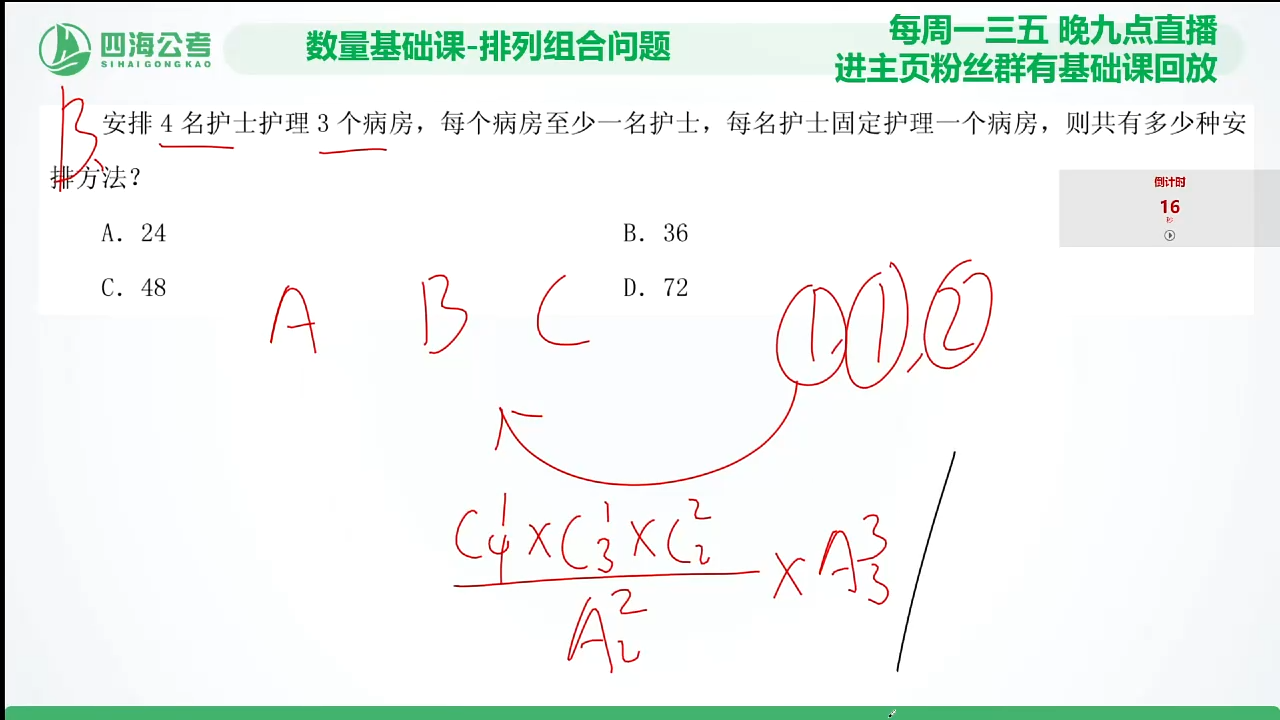 四海公考
SIHAIGONGKAO
数量基础课-排列组合问题
每周一三五 晚九点直播
进主页粉丝群有基础课回放
B.
安排 4 名护士护理 3 个病房，每个病房至少一名护士，每名护士固定护理一个病房，则共有多少种安
排方法？
倒计时
16
秒
A. 24
B. 36
C. 48
D. 72
A B C
1, 1, 2
C₄¹×C₃¹×C₂²
×A₃³
A₂²